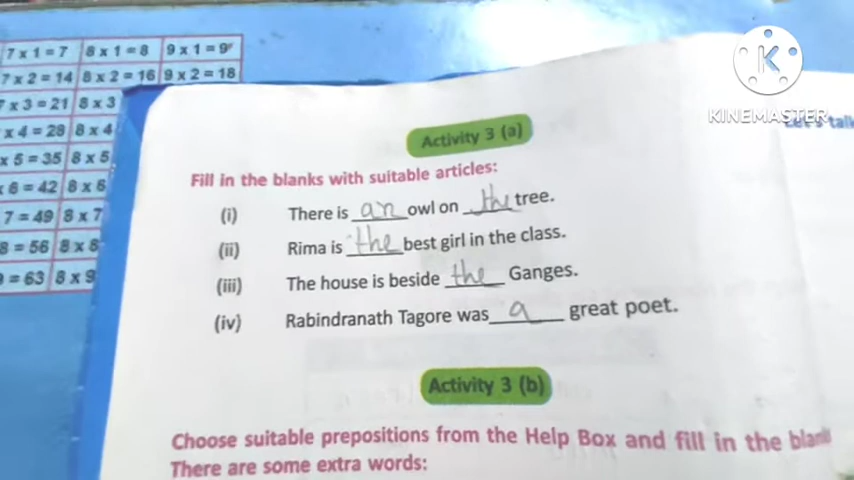 7 x 1 = 7 8 x 1 = 8 9 x 1 = 9
7 x 2 = 14 8 x 2 = 16 9 x 2 = 18
7 x 3 = 21 8 x 3
x 4 = 28 8 x 4
x 5 = 35 8 x 5
x 6 = 42 8 x 6
7 = 49 8 x 7
8 = 56 8 x 8
= 63 8 x 9
KINEMASTER
Let's talk
Activity 3 (a)
Fill in the blanks with suitable articles:
(i) There is an owl on the tree.
(ii) Rima is the best girl in the class.
(iii) The house is beside the Ganges.
(iv) Rabindranath Tagore was a great poet.
Activity 3 (b)
Choose suitable prepositions from the Help Box and fill in the blank
There are some extra words: